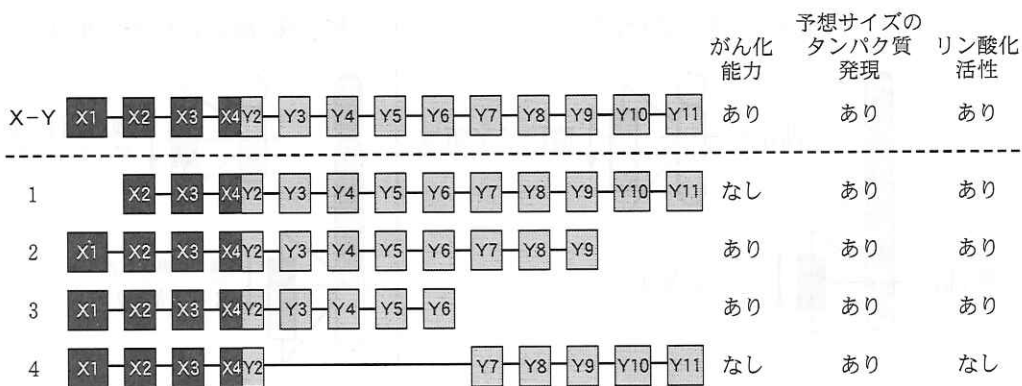 がん化能力 予想サイズのタンパク質発現 リン酸化活性
X-Y X1 X2 X3 X4 Y2 Y3 Y4 Y5 Y6 Y7 Y8 Y9 Y10 Y11 あり あり あり
1 X2 X3 X4 Y2 Y3 Y4 Y5 Y6 Y7 Y8 Y9 Y10 Y11 なし あり あり
2 X1 X2 X3 X4 Y2 Y3 Y4 Y5 Y6 Y7 Y8 Y9 あり あり あり
3 X1 X2 X3 X4 Y2 Y3 Y4 Y5 Y6 あり あり あり
4 X1 X2 X3 X4 Y2 Y7 Y8 Y9 Y10 Y11 なし あり なし